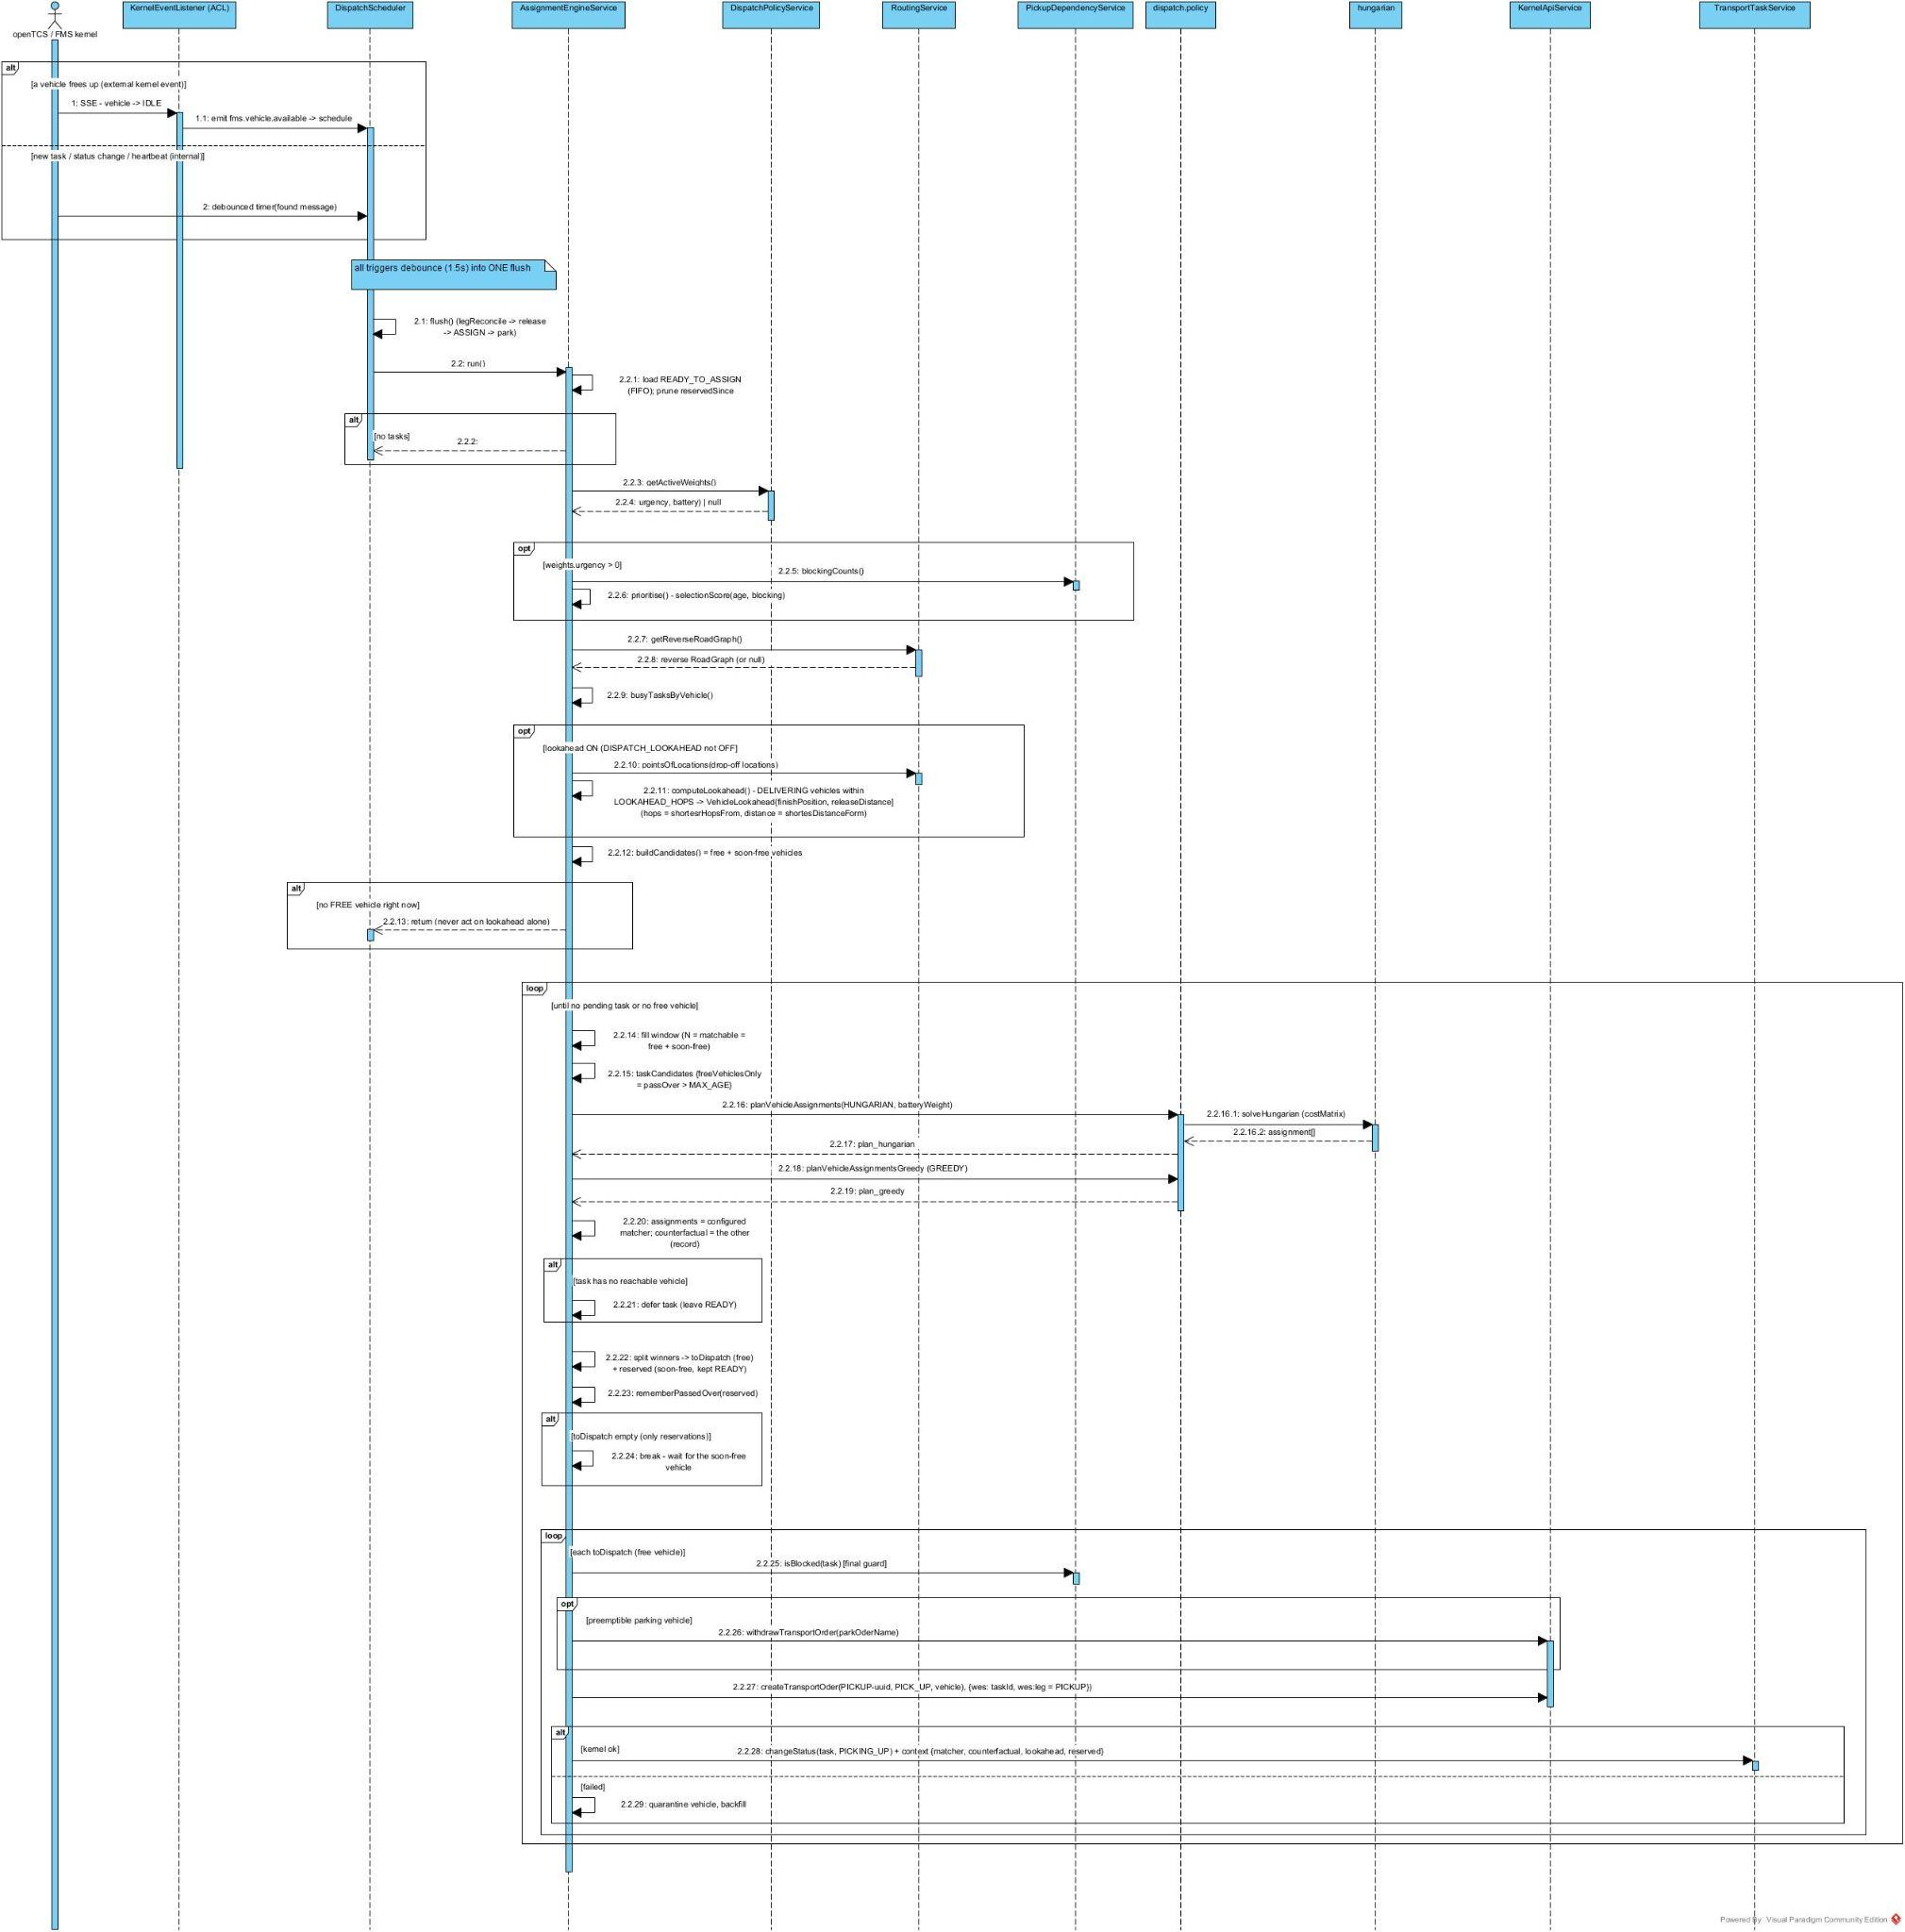 openTCS / FMS kernel
KernelEventListener (ACL)
DispatchScheduler
AssignmentEngineService
DispatchPolicyService
RoutingService
PickupDependencyService
dispatch.policy
hungarian
KernelApiService
TransportTaskService
alt
[a vehicle frees up (external kernel event)]
1: SSE - vehicle -> IDLE
1.1: emit fms.vehicle.available -> schedule
[new task / status change / heartbeat (internal)]
2: debounced timer(found message)
all triggers debounce (1.5s) into ONE flush
2.1: flush() (legReconcile -> release
-> ASSIGN -> park)
2.2: run()
2.2.1: load READY_TO_ASSIGN
(FIFO); prune reservedSince
alt
[no tasks]
2.2.2:
2.2.3: getActiveWeights()
2.2.4: urgency, battery) | null
opt
[weights.urgency > 0]
2.2.5: blockingCounts()
2.2.6: prioritise() - selectionScore(age, blocking)
2.2.7: getReverseRoadGraph()
2.2.8: reverse RoadGraph (or null)
2.2.9: busyTasksByVehicle()
opt
[lookahead ON (DISPATCH_LOOKAHEAD not OFF]
2.2.10: pointsOfLocations(drop-off locations)
2.2.11: computeLookahead() - DELIVERING vehicles within
LOOKAHEAD_HOPS -> VehicleLookahead{finishPosition, releaseDistance]
(hops = shortesrHopsFrom, distance = shortesDistanceForm)
2.2.12: buildCandidates() = free + soon-free vehicles
alt
[no FREE vehicle right now]
2.2.13: return (never act on lookahead alone)
loop
[until no pending task or no free vehicle]
2.2.14: fill window (N = matchable =
free + soon-free)
2.2.15: taskCandidates {freeVehiclesOnly
= passOver > MAX_AGE}
2.2.16: planVehicleAssignments(HUNGARIAN, batteryWeight)
2.2.16.1: solveHungarian (costMatrix)
2.2.16.2: assignment[]
2.2.17: plan_hungarian
2.2.18: planVehicleAssignmentsGreedy (GREEDY)
2.2.19: plan_greedy
2.2.20: assignments = configured
matcher; counterfactual = the other
(record)
alt
[task has no reachable vehicle]
2.2.21: defer task (leave READY)
2.2.22: split winners -> toDispatch (free)
+ reserved (soon-free, kept READY)
2.2.23: rememberPassedOver(reserved)
alt
[toDispatch empty (only reservations)]
2.2.24: break - wait for the soon-free
vehicle
loop
[each toDispatch (free vehicle)]
2.2.25: isBlocked(task) [final guard]
opt
[preemptible parking vehicle]
2.2.26: withdrawTransportOrder(parkOderName)
2.2.27: createTransportOder(PICKUP-uuid, PICK_UP, vehicle), {wes: taskId, wes:leg = PICKUP})
alt
[kernel ok]
2.2.28: changeStatus(task, PICKING_UP) + context {matcher, counterfactual, lookahead, reserved}
[failed]
2.2.29: quarantine vehicle, backfill
Powered By Visual Paradigm Community Edition